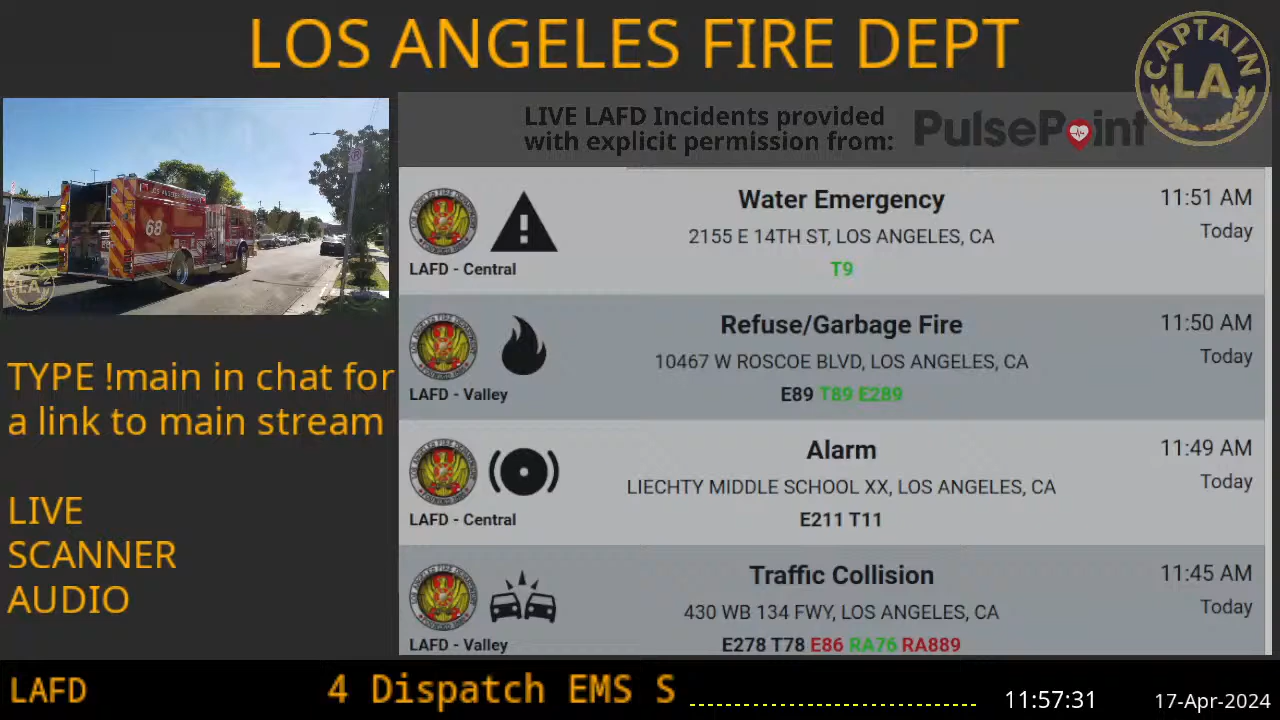 LOS ANGELES FIRE DEPT
CAPTAIN
LA
LIVE LAFD Incidents provided
with explicit permission from:
PulsePoint
68
Water Emergency
11:51 AM
2155 E 14TH ST, LOS ANGELES, CA
Today
LAFD - Central
T9
Refuse/Garbage Fire
11:50 AM
10467 W ROSCOE BLVD, LOS ANGELES, CA
Today
LAFD - Valley
E89 T89 E289
Alarm
11:49 AM
LIECHTY MIDDLE SCHOOL XX, LOS ANGELES, CA
Today
LAFD - Central
E211 T11
Traffic Collision
11:45 AM
430 WB 134 FWY, LOS ANGELES, CA
Today
LAFD - Valley
E278 T78 E86 RA76 RA889
TYPE !main in chat for
a link to main stream
LIVE
SCANNER
AUDIO
LAFD
4 Dispatch EMS S
11:57:31
17-Apr-2024